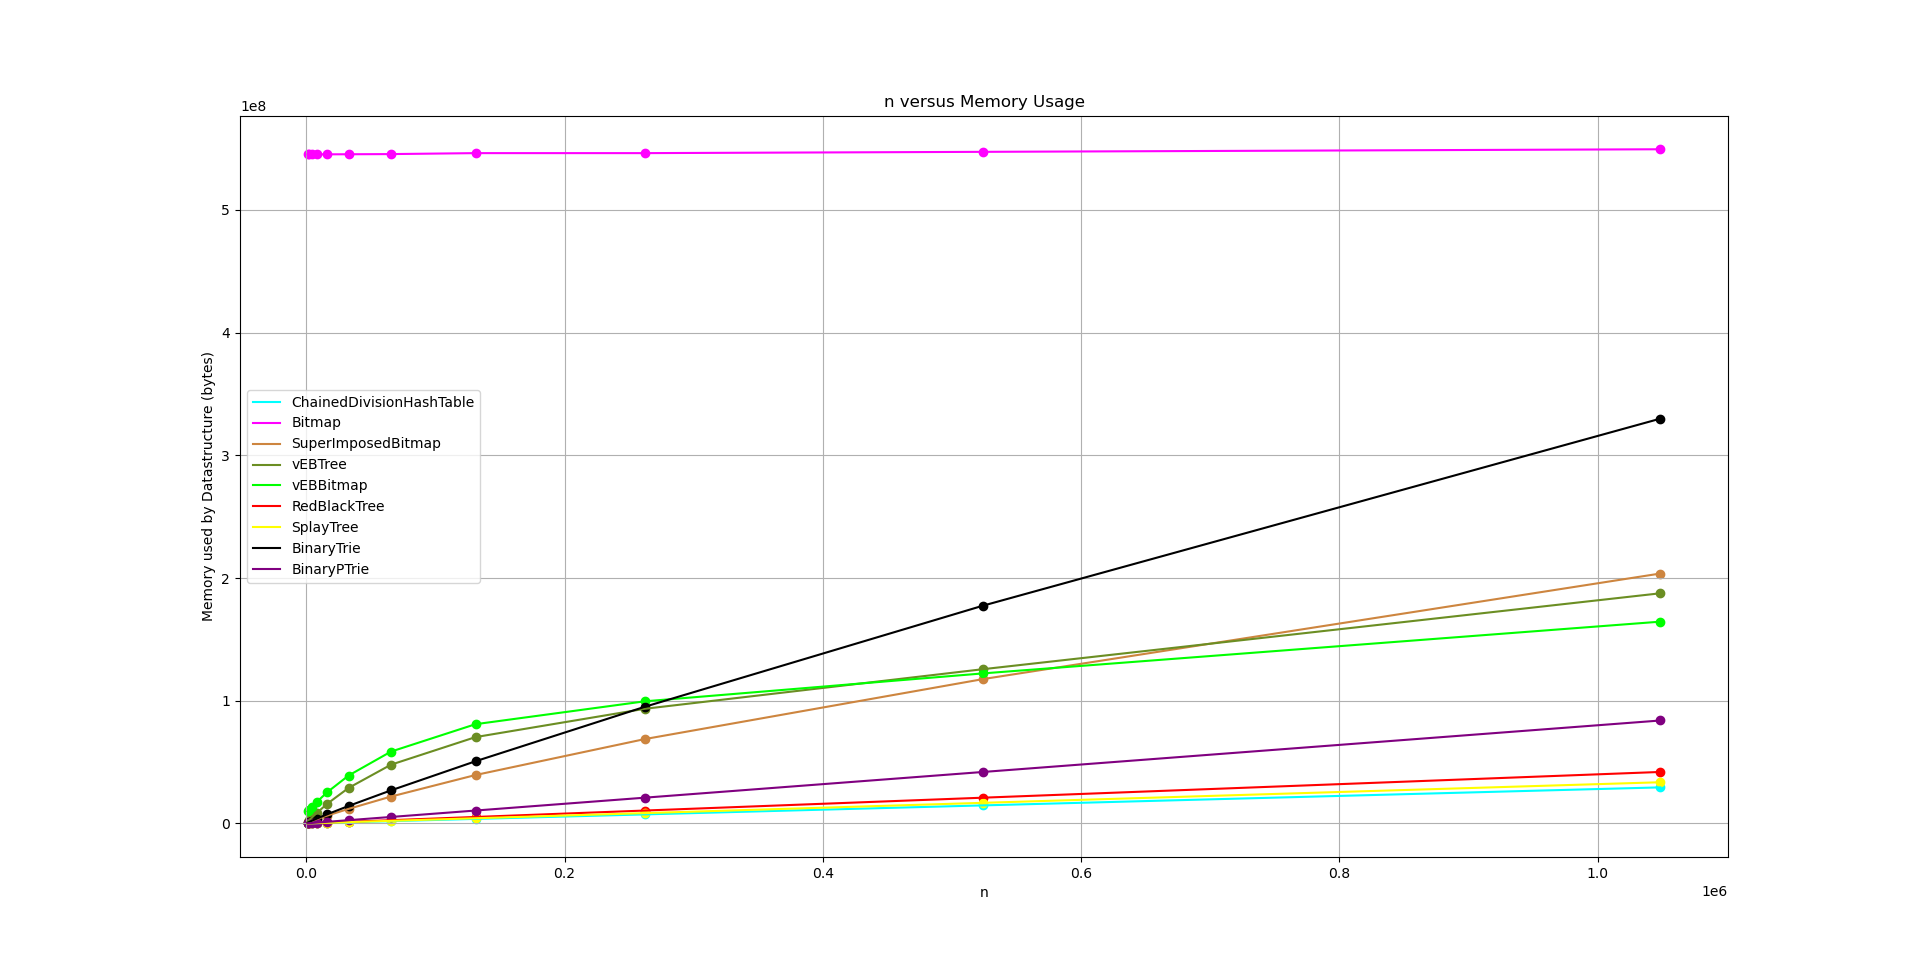 n versus Memory Usage
1e8
5
4
3
2
1
0
Memory used by Datastructure (bytes)
ChainedDivisionHashTable
Bitmap
SuperImposedBitmap
vEBTree
vEBBitmap
RedBlackTree
SplayTree
BinaryTrie
BinaryPTrie
0.0 0.2 0.4 0.6 0.8 1.0
1e6
n